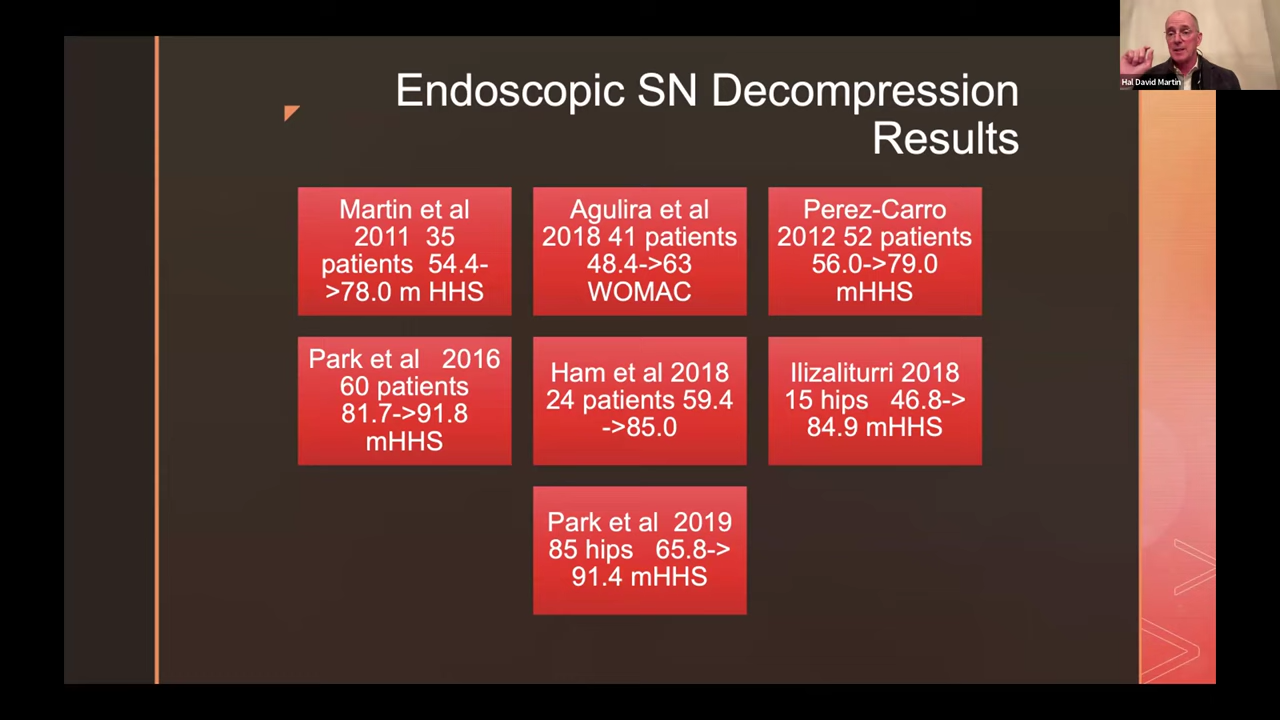 Hal David Martin
Endoscopic SN Decompression
Results
Martin et al
2011 35
patients 54.4-
>78.0 m HHS
Agulira et al
2018 41 patients
48.4->63
WOMAC
Perez-Carro
2012 52 patients
56.0->79.0
mHHS
Park et al 2016
60 patients
81.7->91.8
mHHS
Ham et al 2018
24 patients 59.4
->85.0
Ilizaliturri 2018
15 hips 46.8->
84.9 mHHS
Park et al 2019
85 hips 65.8->
91.4 mHHS